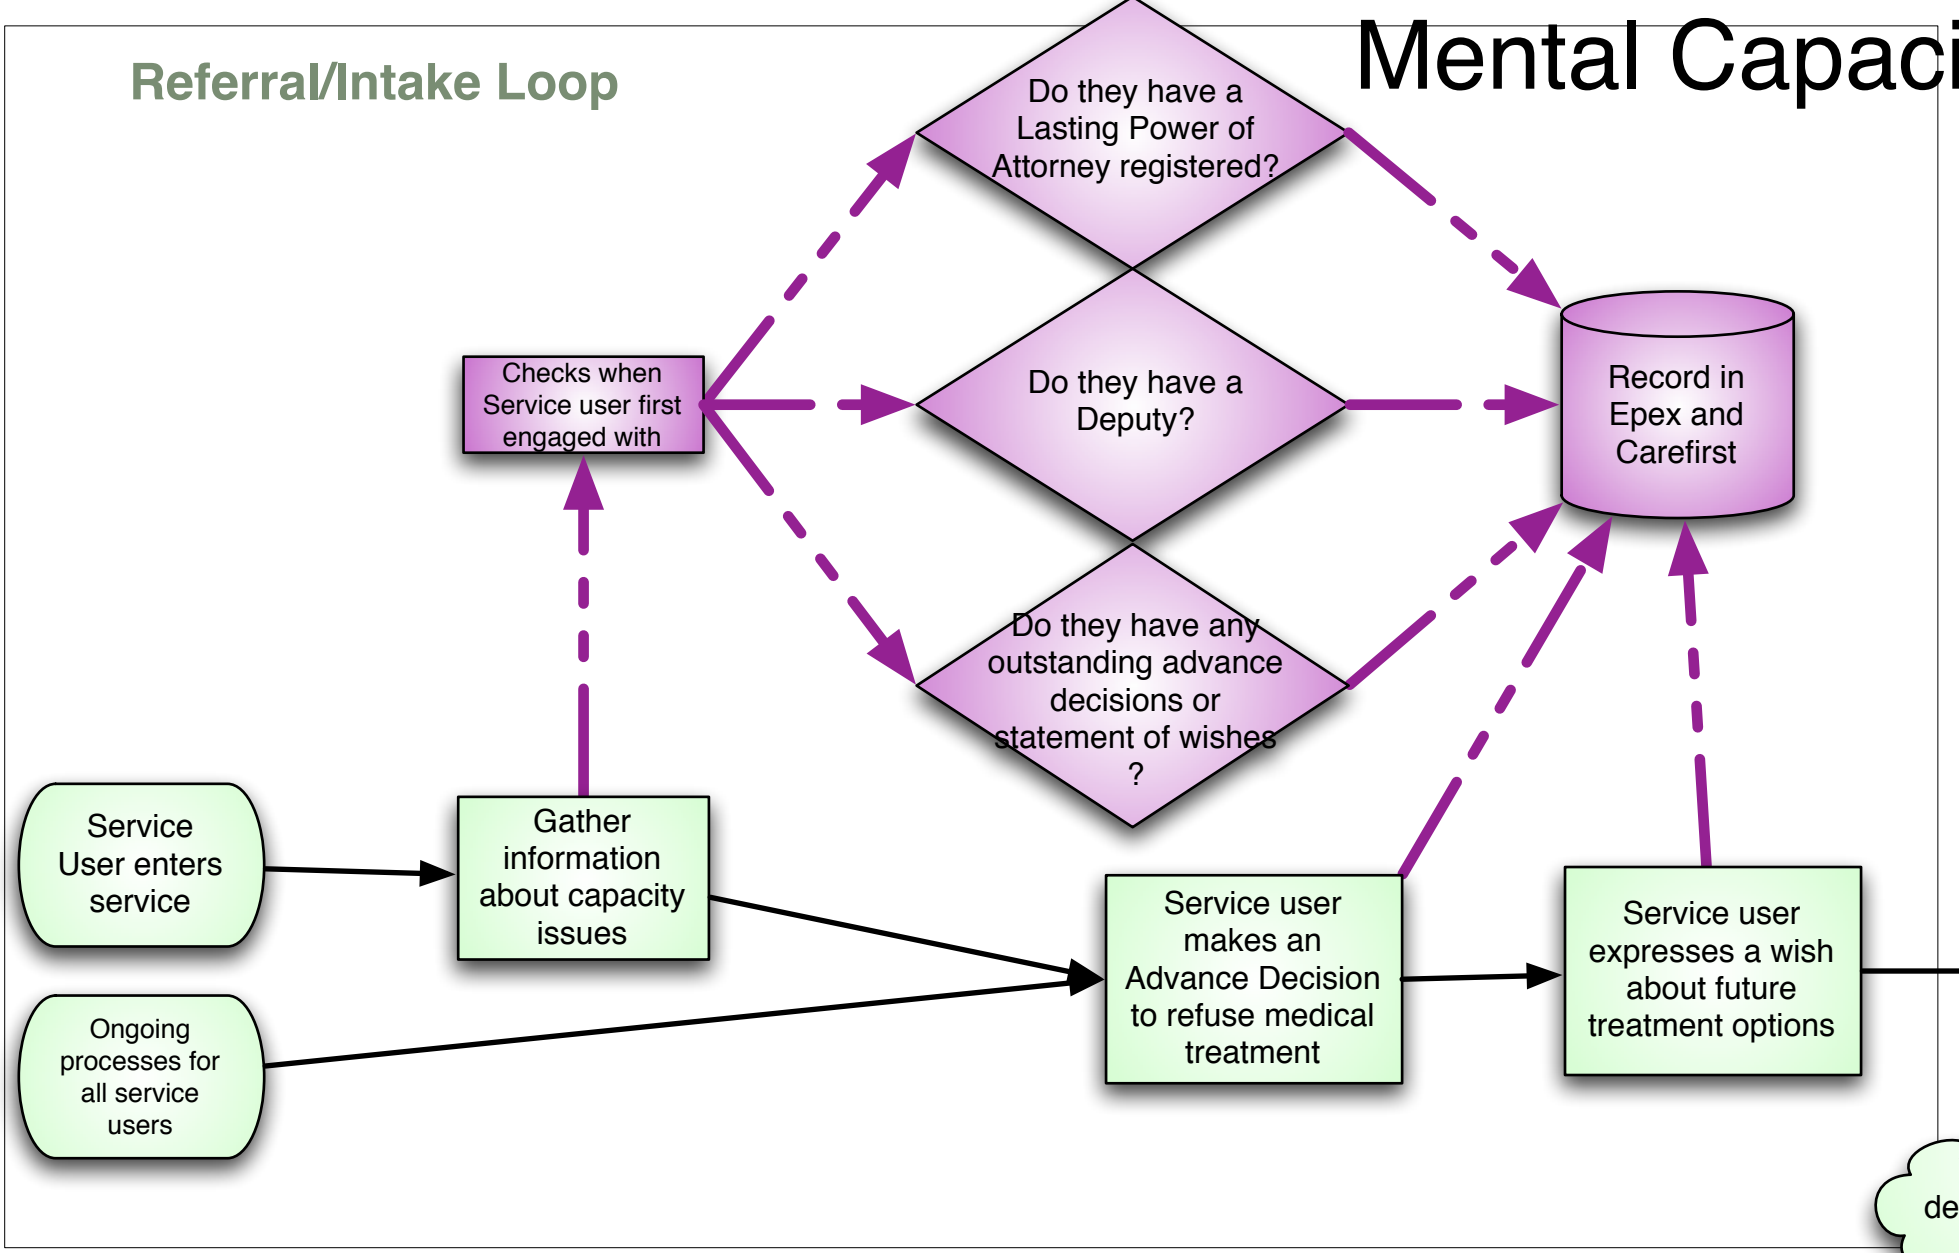 Mental Capaci
Referral/Intake Loop
Do they have a
Lasting Power of
Attorney registered?
Checks when
Service user first
engaged with
Do they have a
Deputy?
Record in
Epex and
Carefirst
Do they have any
outstanding advance
decisions or
statement of wishes
?
Service
User enters
service
Gather
information
about capacity
issues
Service user
makes an
Advance Decision
to refuse medical
treatment
Service user
expresses a wish
about future
treatment options
Ongoing
processes for
all service
users
de